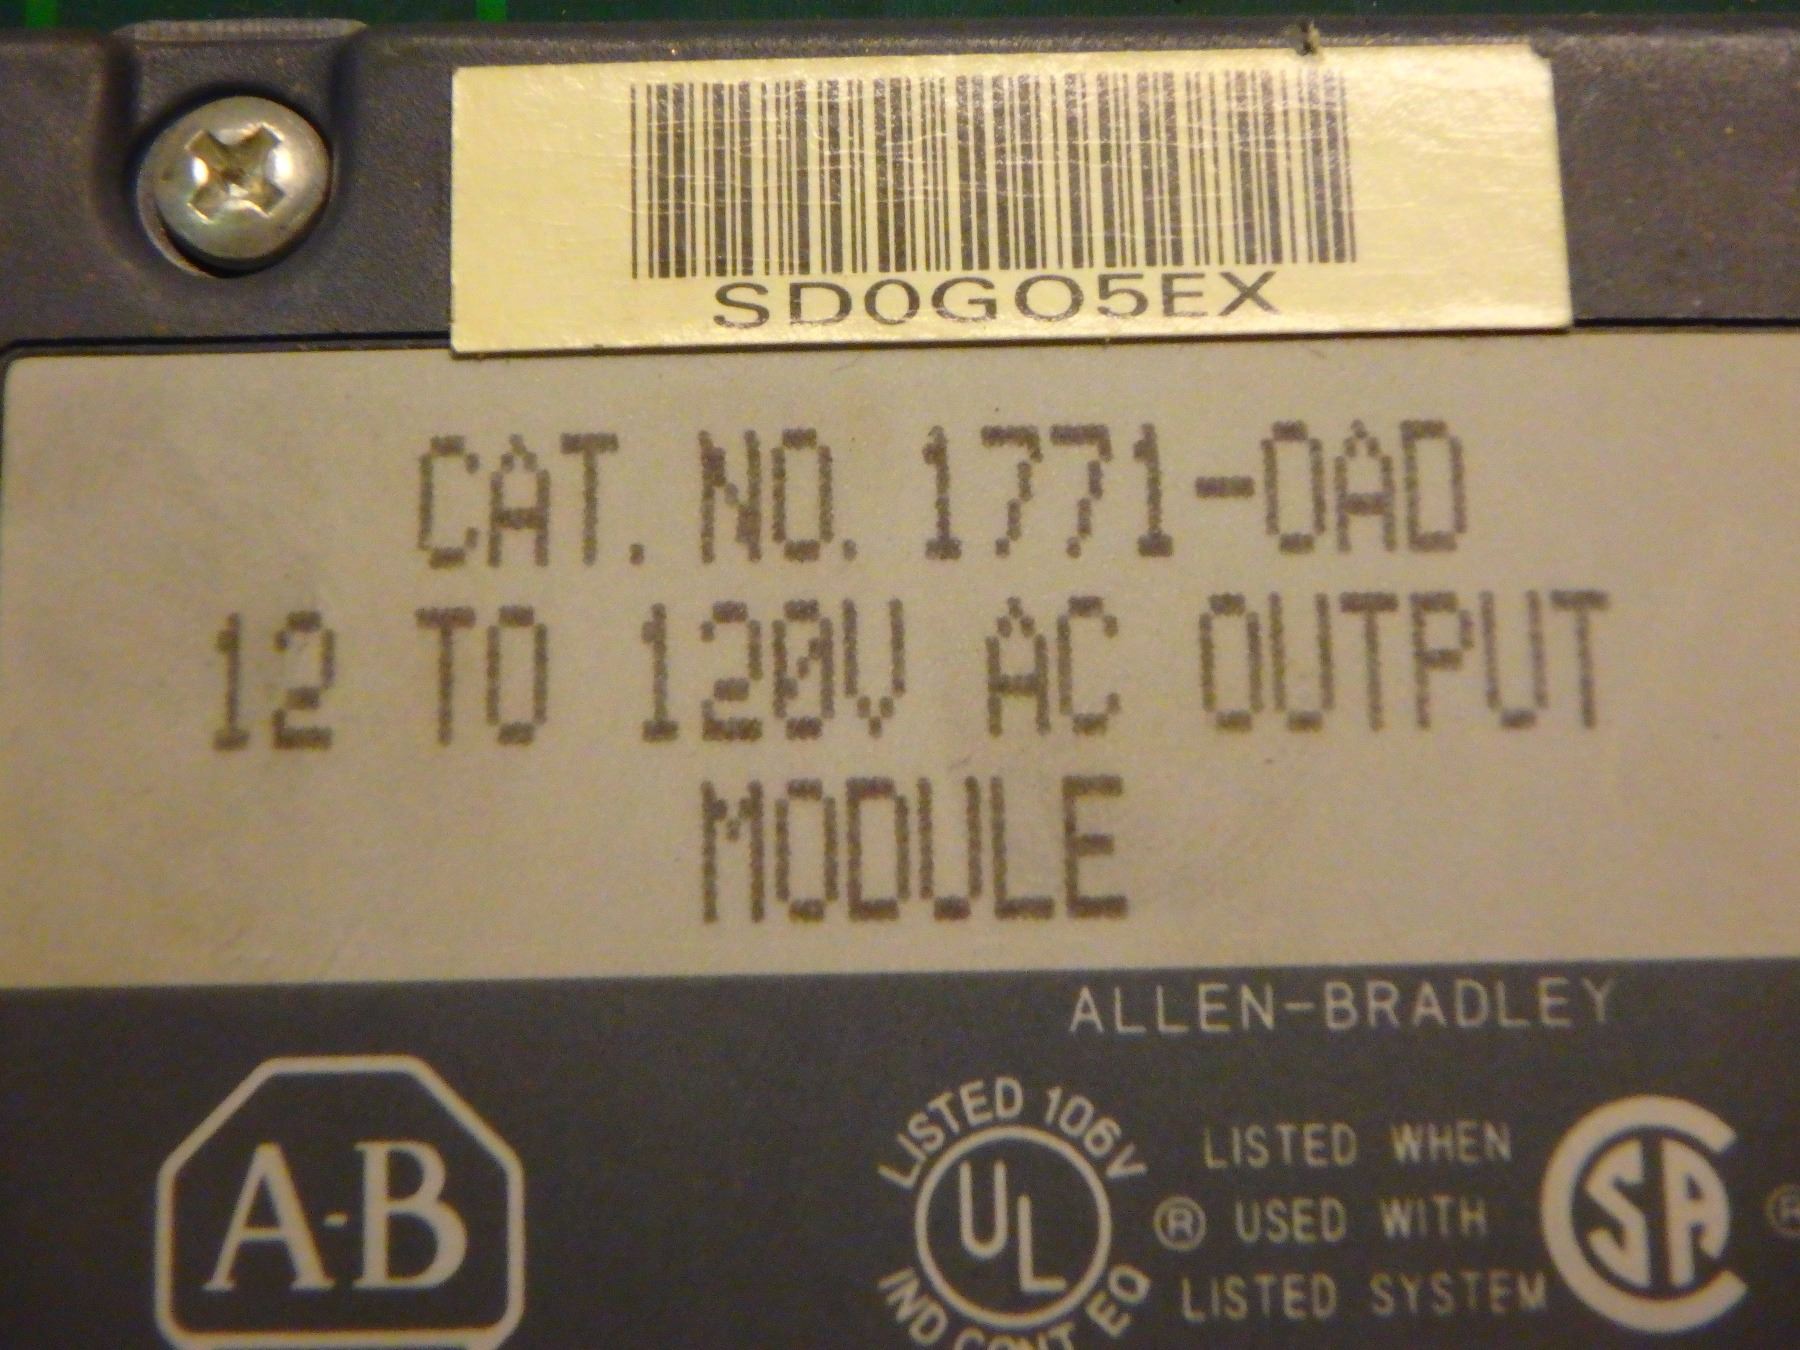 SD0GO5EX
CAT. NO. 1771-OAD
12 TO 120V AC OUTPUT
MODULE
ALLEN-BRADLEY
A-B
LISTED 106V
UL
IND CONT EQ
®
LISTED WHEN
USED WITH
LISTED SYSTEM
SA
®